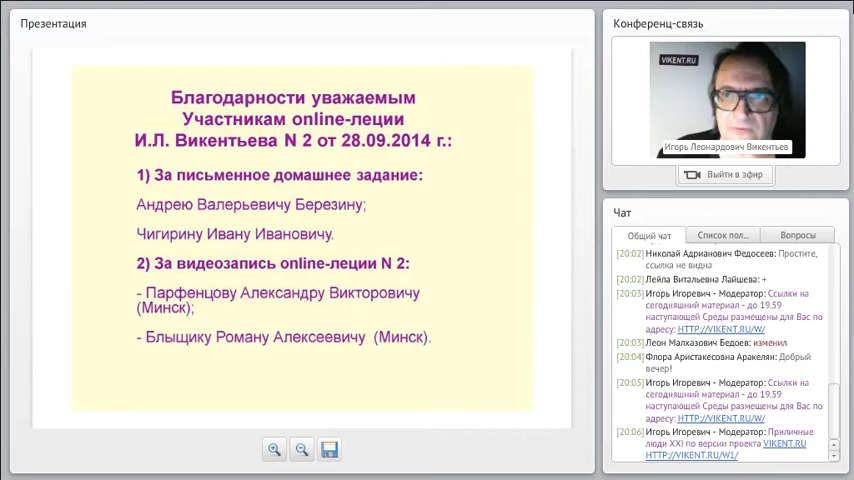 Презентация
Благодарности уважаемым
Участникам online-леции
И.Л. Викентьева N 2 от 28.09.2014 г.:
1) За письменное домашнее задание:
Андрею Валерьевичу Березину;
Чигирину Ивану Ивановичу.
2) За видеозапись online-леции N 2:
- Парфенцову Александру Викторовичу
(Минск);
- Блыщику Роману Алексеевичу (Минск).
Конференц-связь
VIKENT.RU
Игорь Леонардович Викентьев
Выйти в эфир
Чат
Общий чат
Список пол...
Вопросы
[20:02] Николай Адрианович Федосеев: Простите,
ссылка не видна
[20:02] Лейла Витальевна Лайшева: +
[20:03] Игорь Игоревич - Модератор: Ссылки на
сегодняшний материал - до 19.59
наступающей Среды размещены для Вас по
адресу: HTTP://VIKENT.RU/W/
[20:03] Леон Малхазович Бедоев: изменил
[20:04] Флора Аристакесовна Аракелян: Добрый
вечер!
[20:05] Игорь Игоревич - Модератор: Ссылки на
сегодняшний материал - до 19.59
наступающей Среды размещены для Вас по
адресу: HTTP://VIKENT.RU/W/
[20:06] Игорь Игоревич - Модератор: Приличные
люди XXI по версии проекта VIKENT.RU
HTTP://VIKENT.RU/W1/